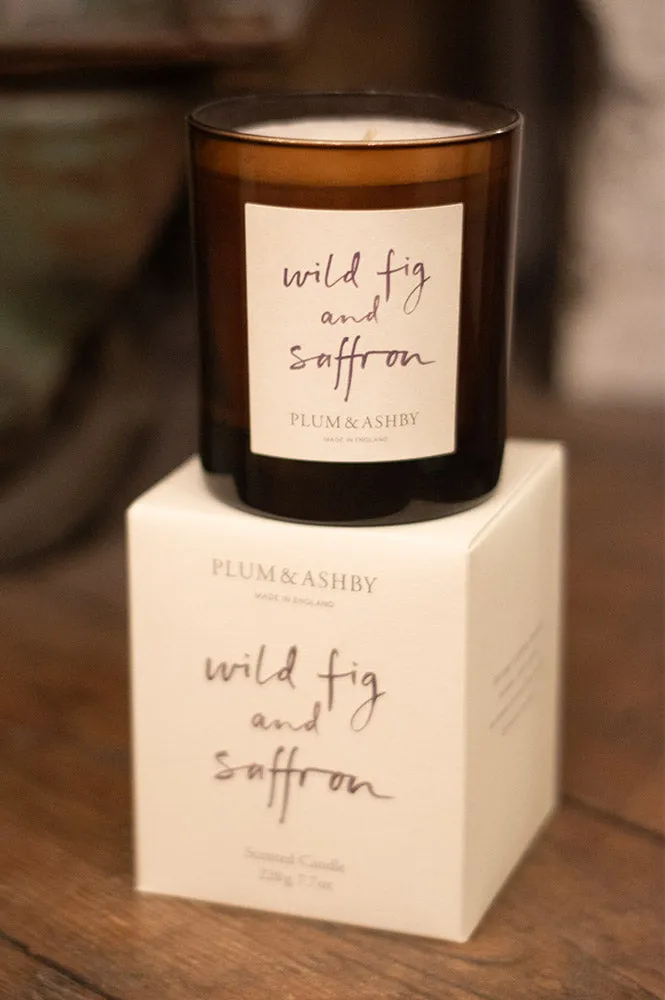 wild fig
and
saffron
PLUM & ASHBY
MADE IN ENGLAND
PLUM & ASHBY
MADE IN ENGLAND
wild fig
and
saffron
Scented Candle
220g 7.7oz